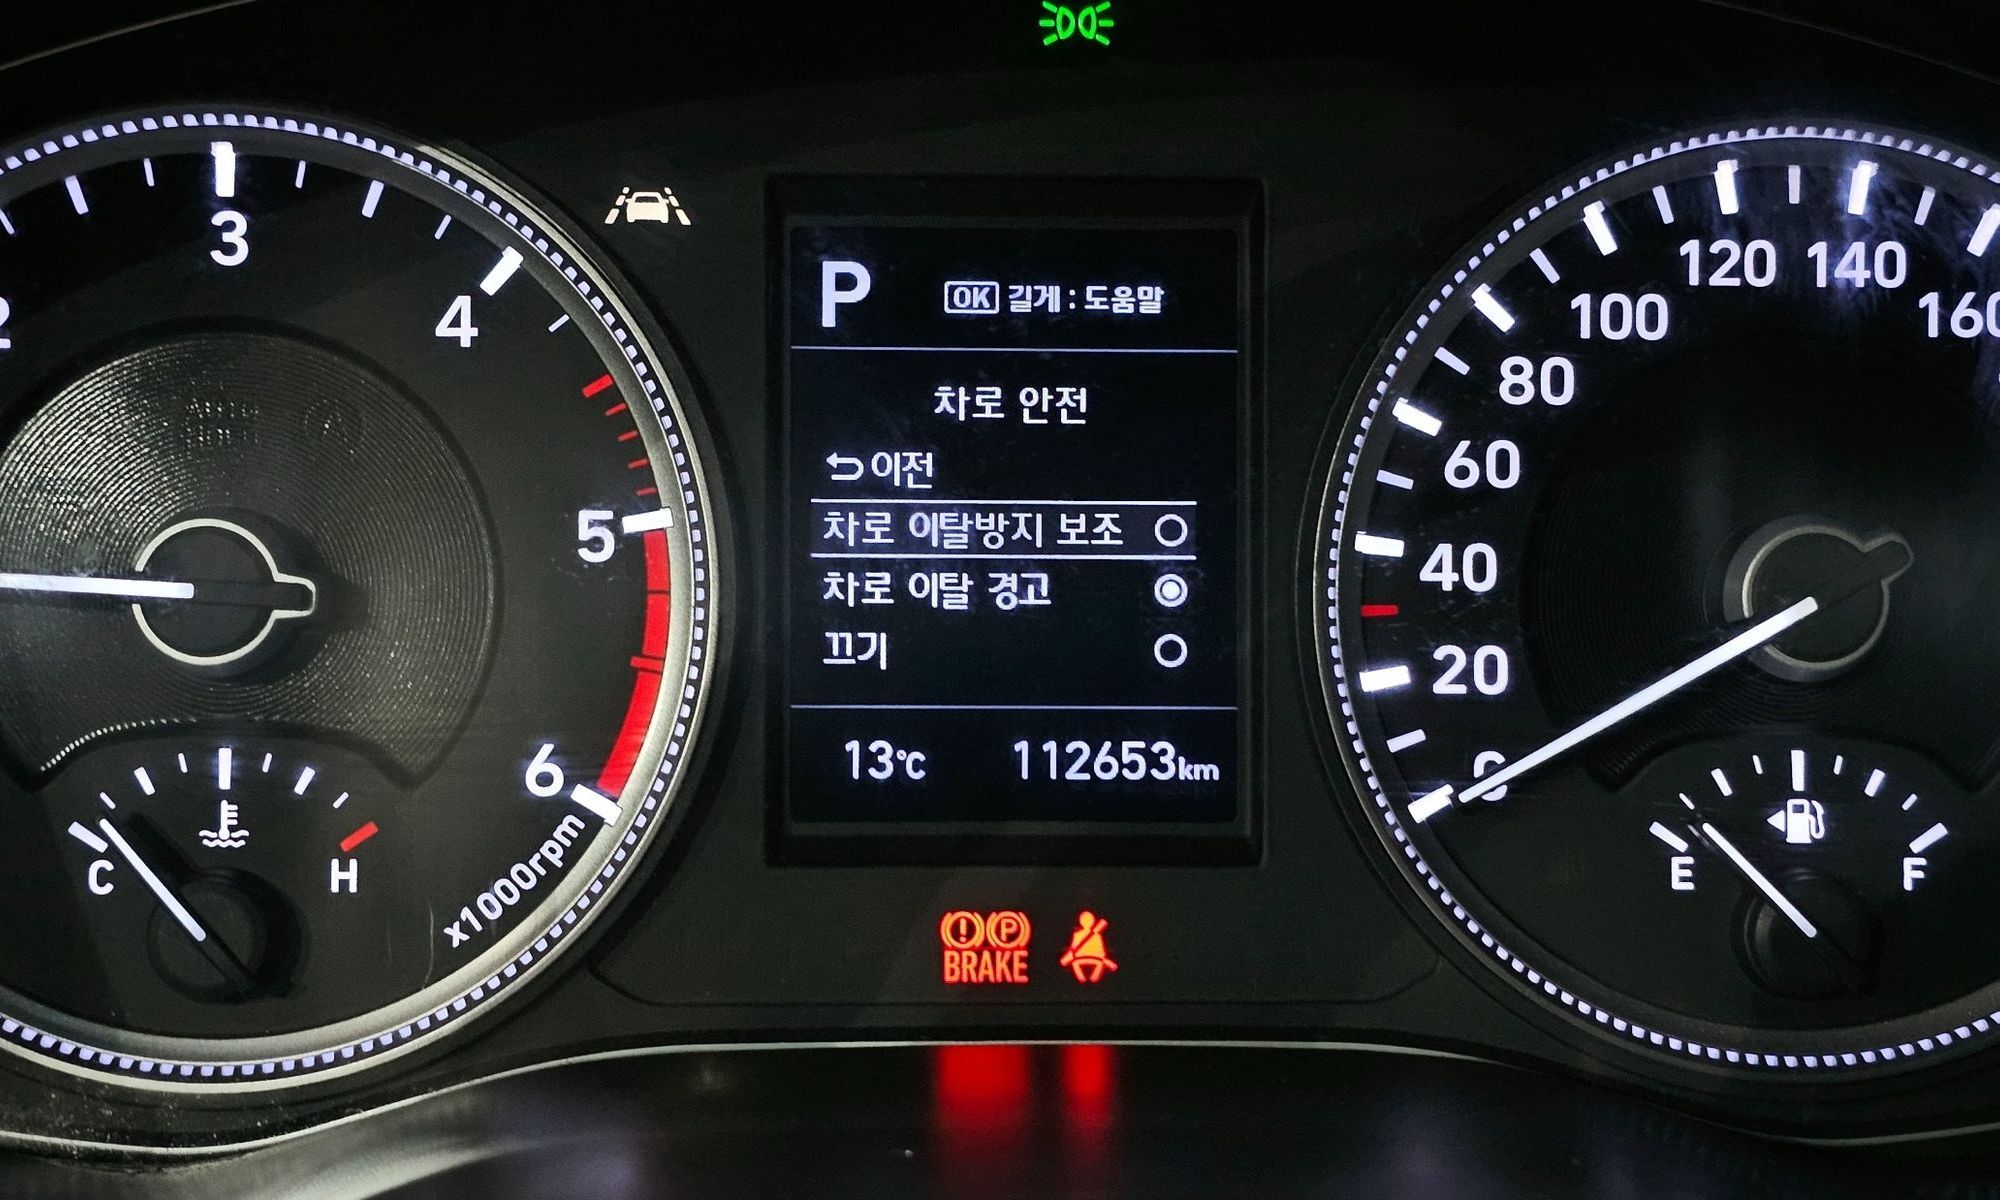 2
3
4
5
6
x1000rpm
C
H
P
OK 길게 : 도움말
차로 안전
이전
차로 이탈방지 보조
차로 이탈 경고
끄기
13℃ 112653km
P
BRAKE
0
20
40
60
80
100
120
140
160
E
F